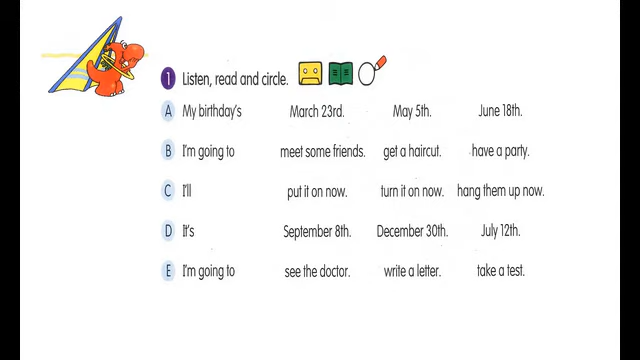 1 Listen, read and circle.
A My birthday's March 23rd. May 5th. June 18th.
B I'm going to meet some friends. get a haircut. have a party.
C I'll put it on now. turn it on now. hang them up now.
D It's September 8th. December 30th. July 12th.
E I'm going to see the doctor. write a letter. take a test.